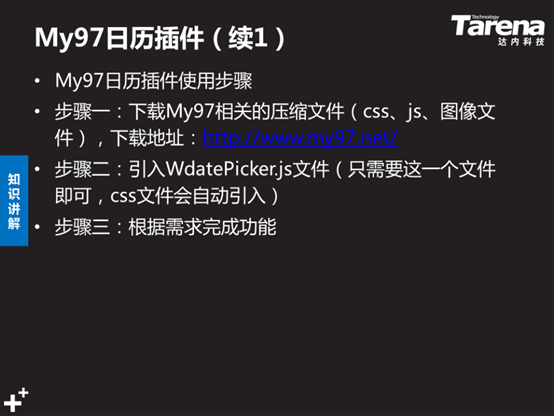 My97日历插件（续1）
Technology
Tarena
达内科技
• My97日历插件使用步骤
• 步骤一：下载My97相关的压缩文件（css、js、图像文
件），下载地址：http://www.my97.net/
• 步骤二：引入WdatePicker.js文件（只需要这一个文件
即可，css文件会自动引入）
• 步骤三：根据需求完成功能
知识讲解